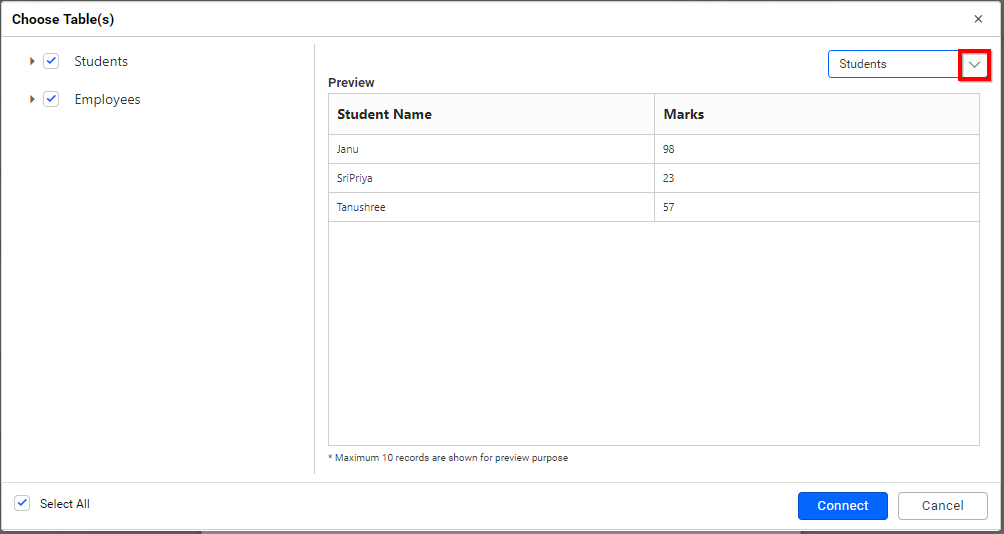 Choose Table(s)
Students
Employees
Students
Preview
Student Name Marks
Janu 98
SriPriya 23
Tanushree 57
* Maximum 10 records are shown for preview purpose
Select All
Connect Cancel